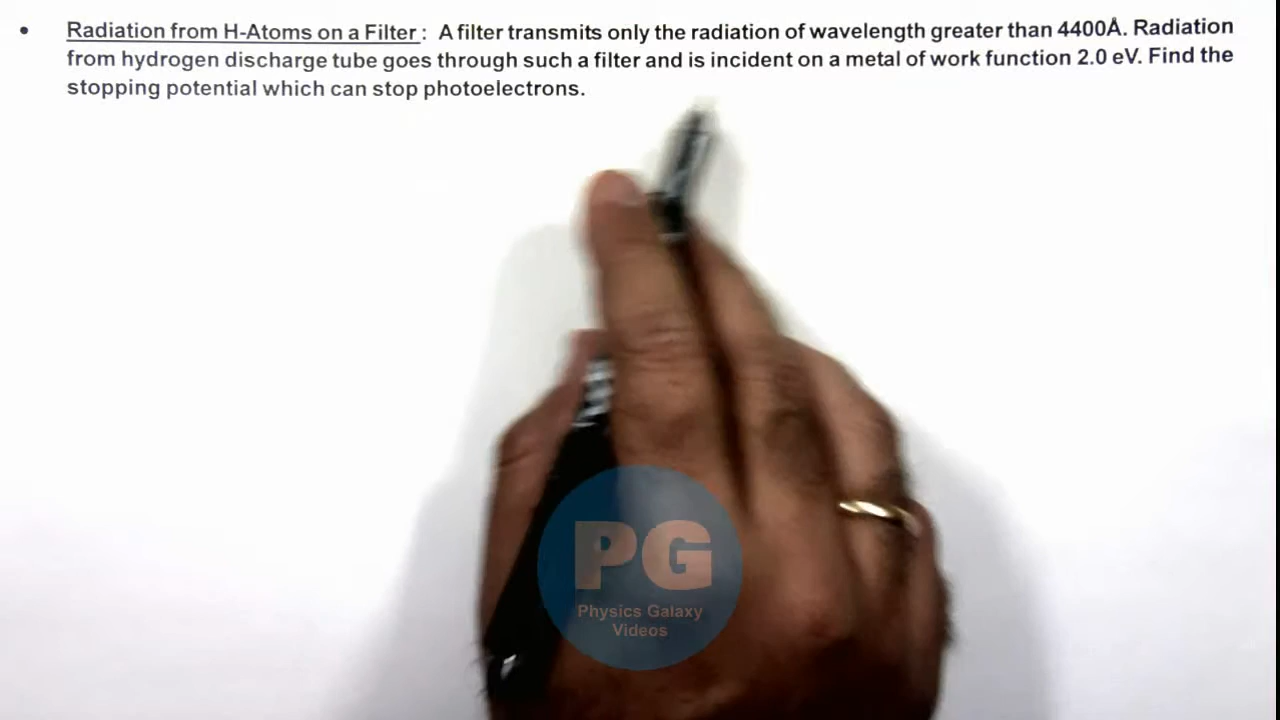 • Radiation from H-Atoms on a Filter : A filter transmits only the radiation of wavelength greater than 4400Å. Radiation
from hydrogen discharge tube goes through such a filter and is incident on a metal of work function 2.0 eV. Find the
stopping potential which can stop photoelectrons.
PG
Physics Galaxy
Videos